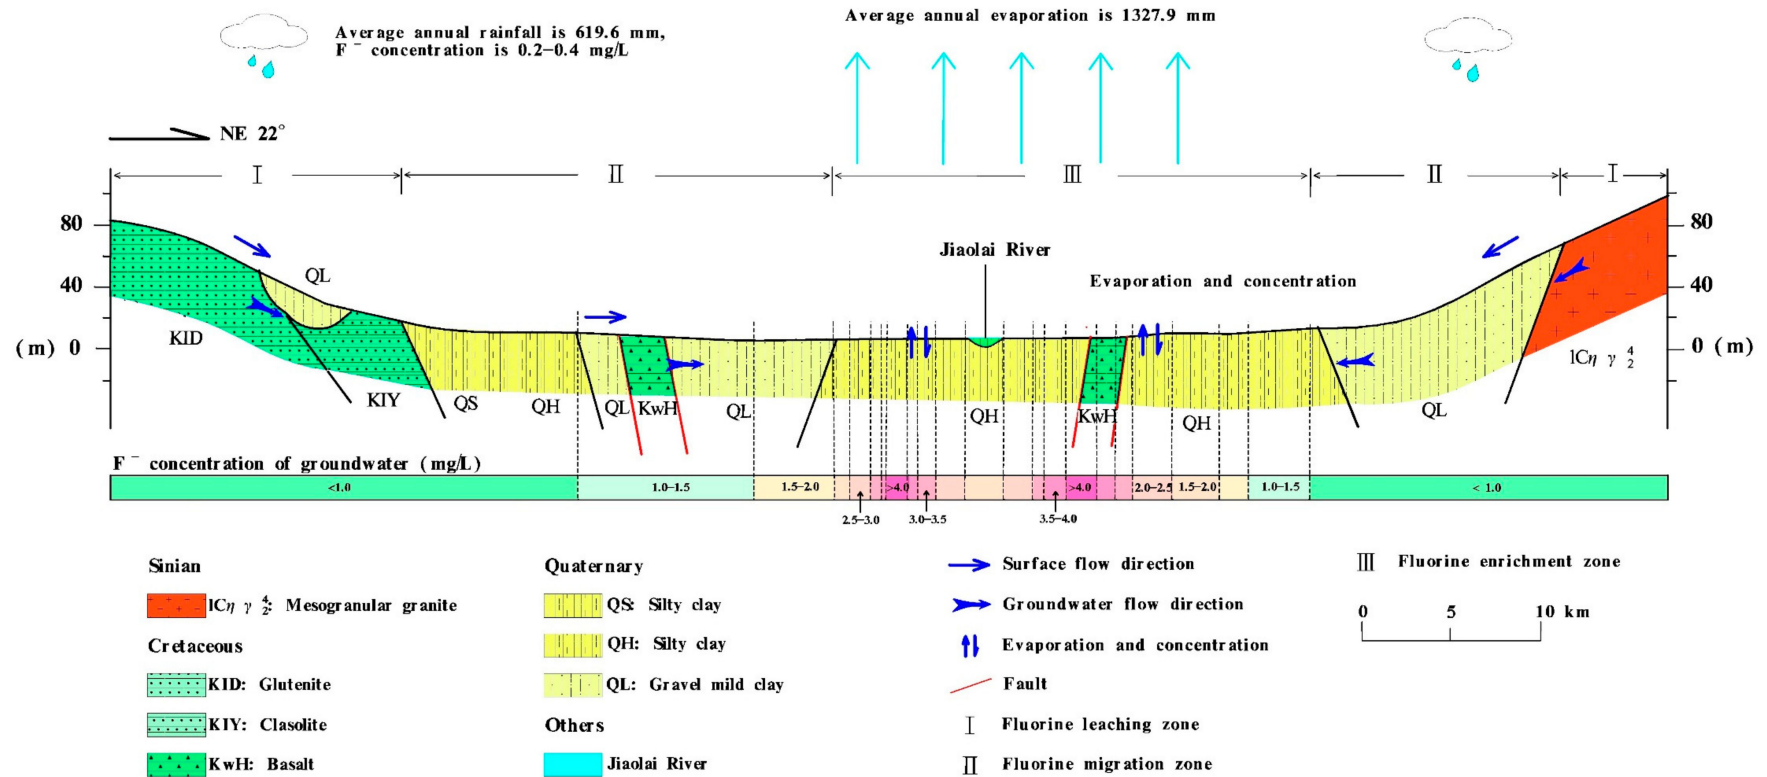 Average annual evaporation is 1327.9 mm
Average annual rainfall is 619.6 mm,
F⁻ concentration is 0.2–0.4 mg/L
NE 22°
I
II
III
II
I
80
40
(m) 0
80
40
0 (m)
Jiaolai River
Evaporation and concentration
QL
KID
KIY
QS
QH
QL
KwH
QL
QH
KwH
QH
QL
lCη γ ⁴₂
F⁻ concentration of groundwater (mg/L)
<1.0
1.0–1.5
1.5–2.0
>4.0
>4.0
2.0–2.5
1.5–2.0
1.0–1.5
< 1.0
2.5–3.0
3.0–3.5
3.5–4.0
Sinian
lCη γ ⁴₂: Mesogranular granite
Cretaceous
KID: Glutenite
KIY: Clasolite
KwH: Basalt
Quaternary
QS: Silty clay
QH: Silty clay
QL: Gravel mild clay
Others
Jiaolai River
Surface flow direction
Groundwater flow direction
Evaporation and concentration
Fault
I Fluorine leaching zone
II Fluorine migration zone
III Fluorine enrichment zone
0 5 10 km